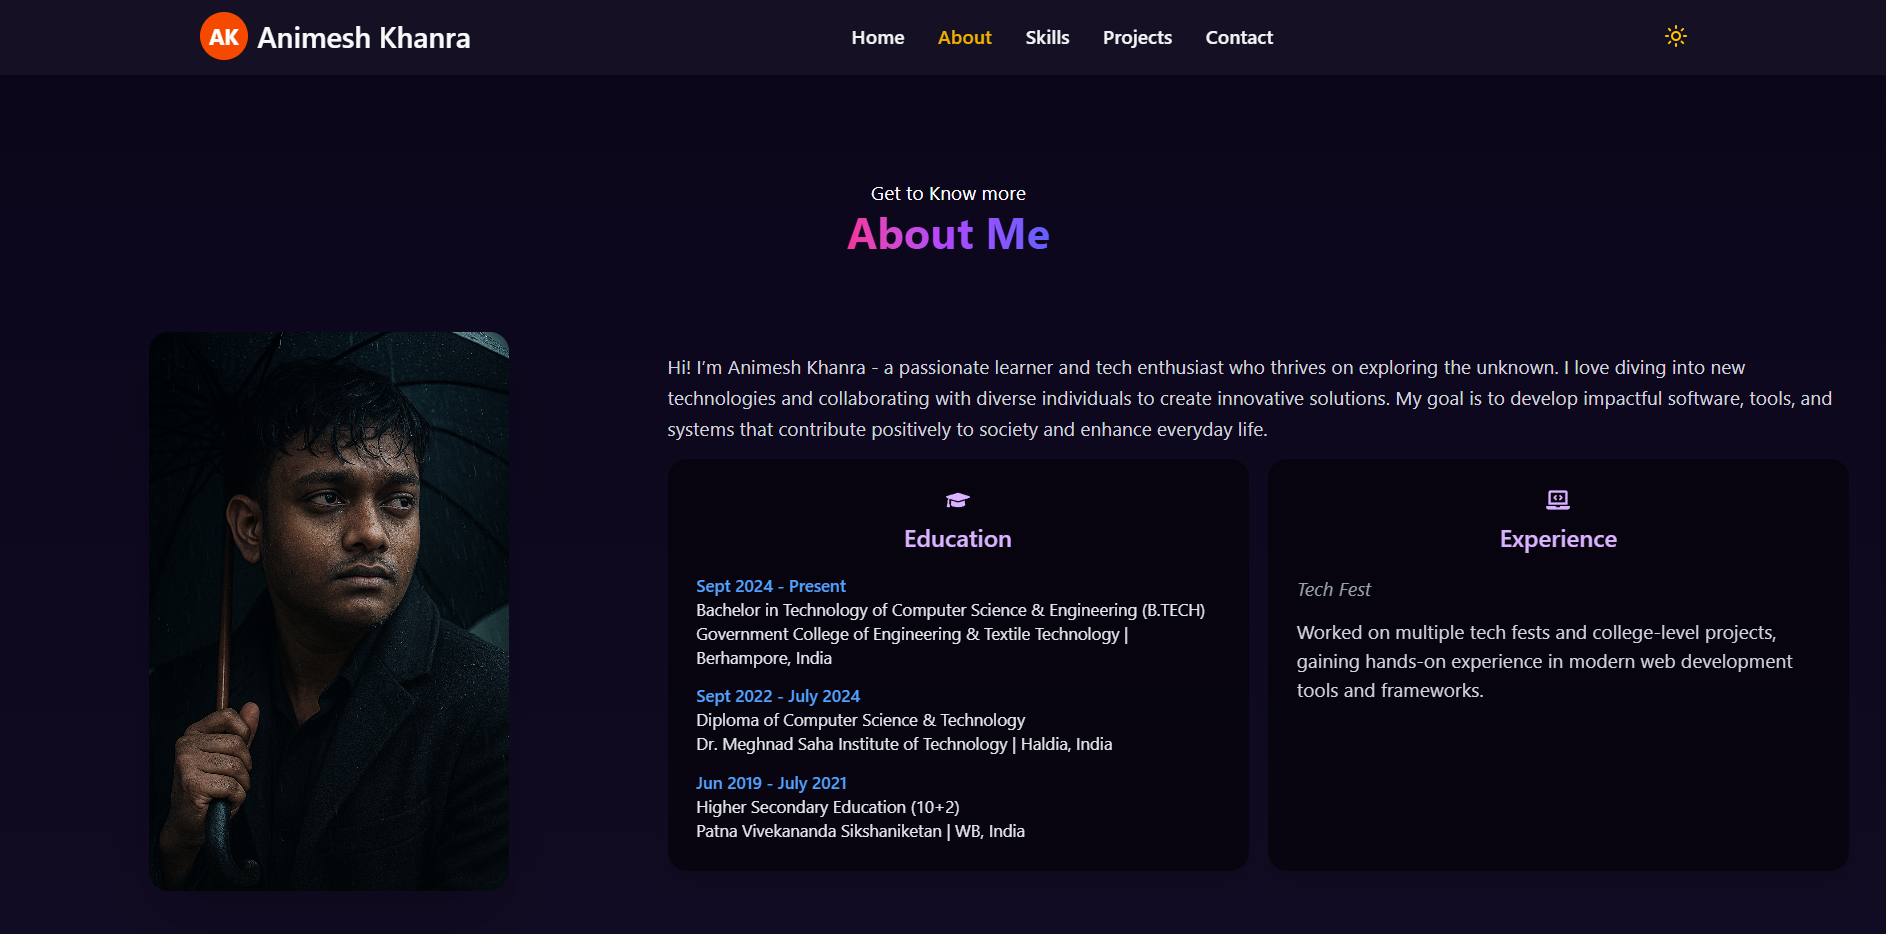 AK Animesh Khanra Home About Skills Projects Contact
Get to Know more
About Me
Hi! I’m Animesh Khanra - a passionate learner and tech enthusiast who thrives on exploring the unknown. I love diving into new
technologies and collaborating with diverse individuals to create innovative solutions. My goal is to develop impactful software, tools, and
systems that contribute positively to society and enhance everyday life.
Education
Sept 2024 - Present
Bachelor in Technology of Computer Science & Engineering (B.TECH)
Government College of Engineering & Textile Technology |
Berhampore, India
Sept 2022 - July 2024
Diploma of Computer Science & Technology
Dr. Meghnad Saha Institute of Technology | Haldia, India
Jun 2019 - July 2021
Higher Secondary Education (10+2)
Patna Vivekananda Sikshaniketan | WB, India
Experience
Tech Fest
Worked on multiple tech fests and college-level projects,
gaining hands-on experience in modern web development
tools and frameworks.